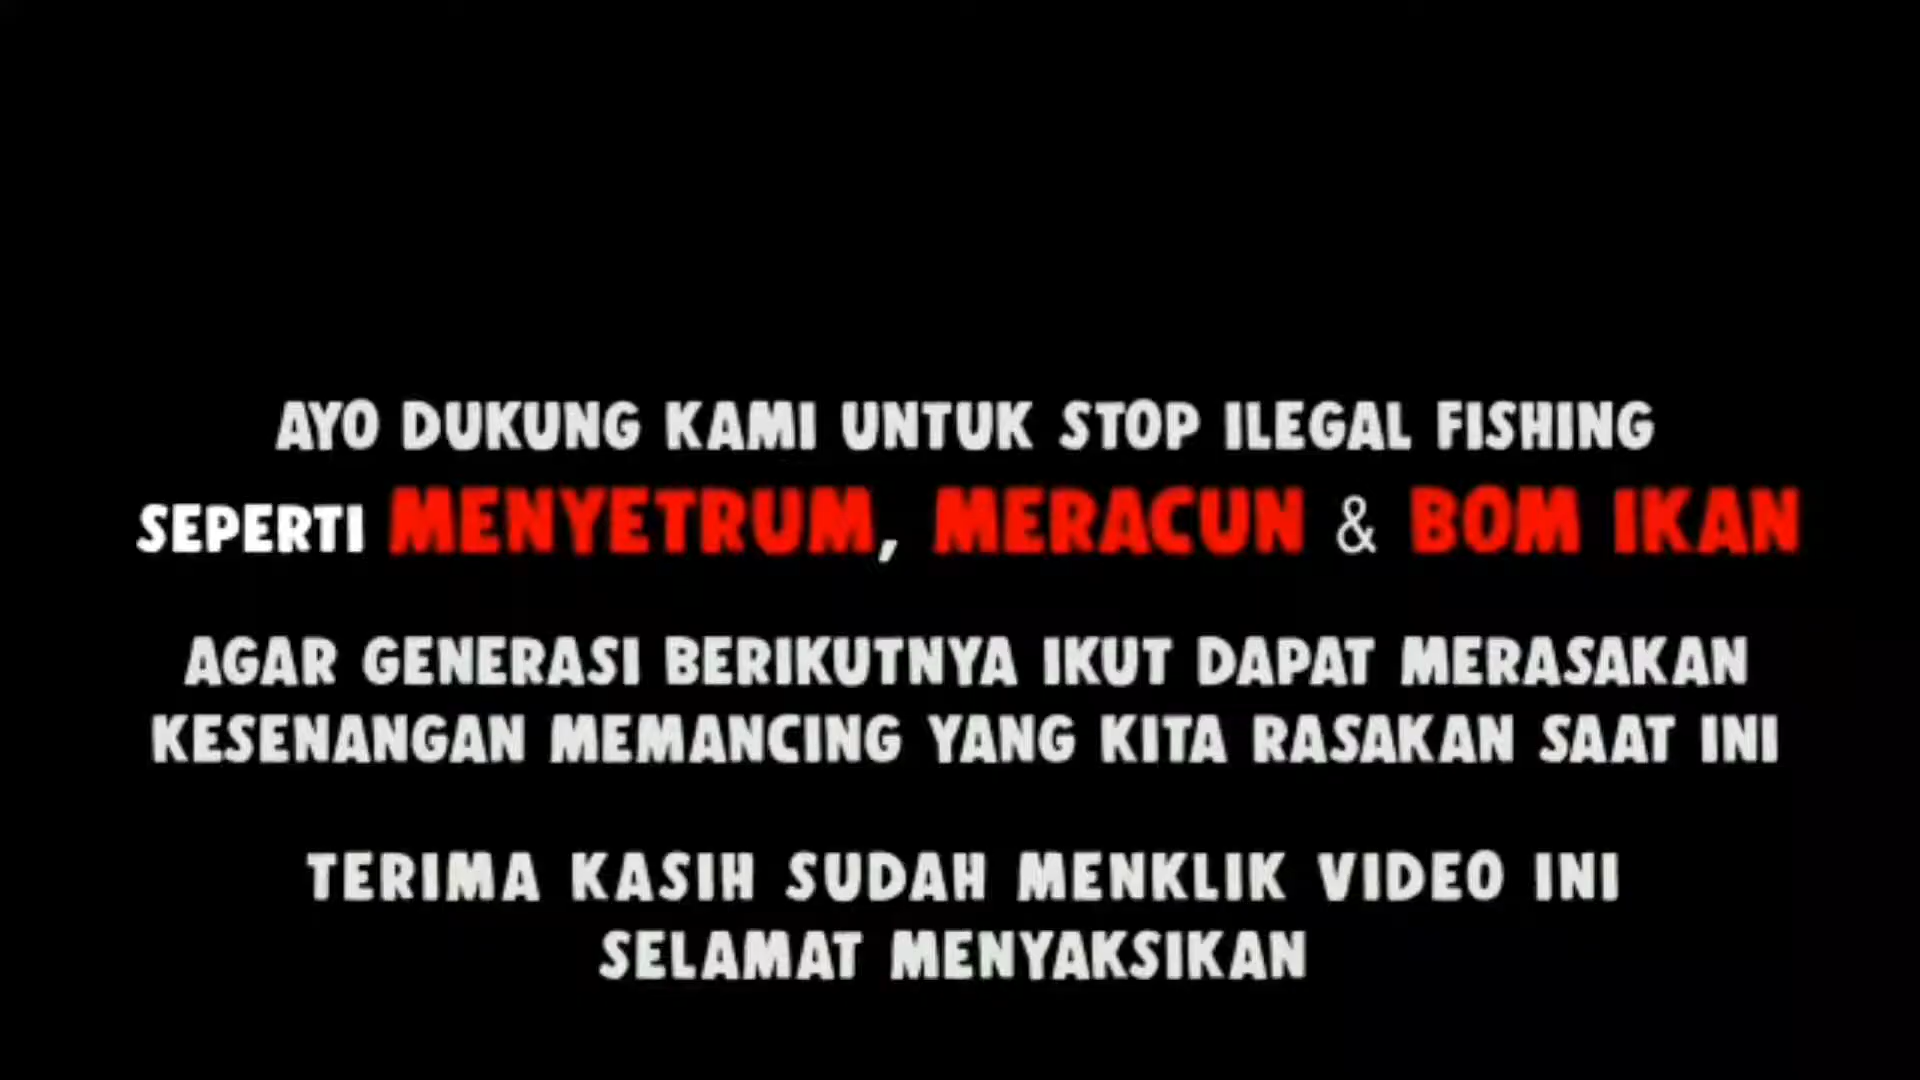 AYO DUKUNG KAMI UNTUK STOP ILEGAL FISHING
SEPERTI MENYETRUM, MERACUN & BOM IKAN
AGAR GENERASI BERIKUTNYA IKUT DAPAT MERASAKAN
KESENANGAN MEMANCING YANG KITA RASAKAN SAAT INI
TERIMA KASIH SUDAH MENKLIK VIDEO INI
SELAMAT MENYAKSIKAN